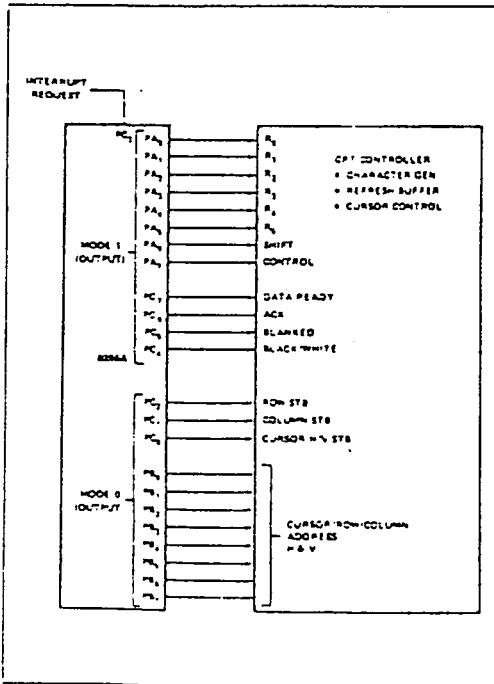 INTERRUPT
REQUEST
PC3
PA0 R0
PA1 R1
PA2 R2
PA3 R3
PA4 R4
PA5 R5
PA6 SHIFT
PA7 CONTROL
CRT CONTROLLER
• CHARACTER GEN
• REFRESH BUFFER
• CURSOR CONTROL
MODE 1
(OUTPUT)
PC7 DATA READY
PC6 ACK
PC5 BLANKED
PC4 BLACK/WHITE
PC2 ROW STB
PC1 COLUMN STB
PC0 CURSOR H/V STB
MODE 0
(OUTPUT
PB0
PB1
PB2
PB3
PB4
PB5
PB6
PB7
CURSOR/ROW/COLUMN
ADDRESS
H & V